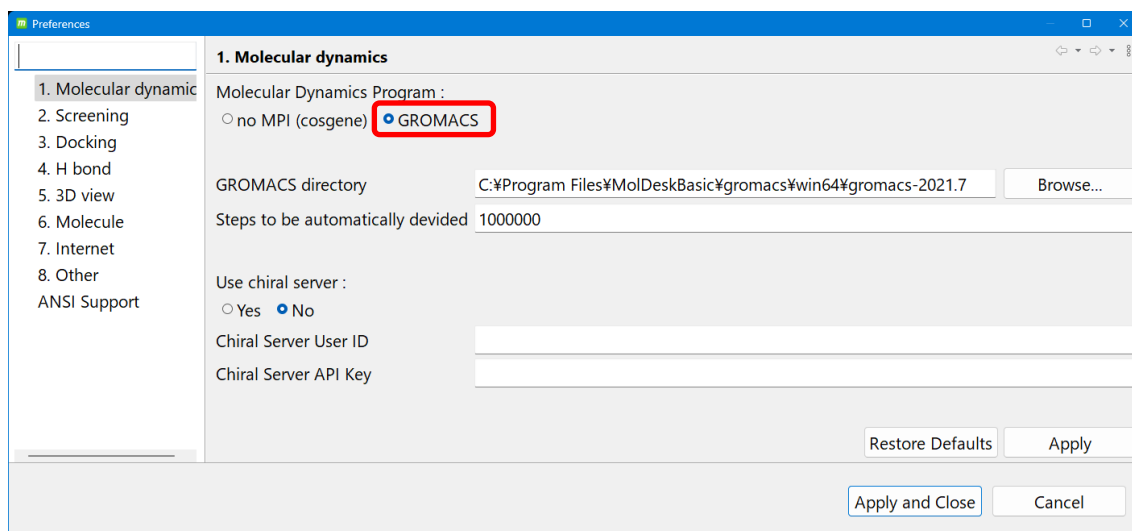 Preferences
1. Molecular dynamics
1. Molecular dynamic
2. Screening
3. Docking
4. H bond
5. 3D view
6. Molecule
7. Internet
8. Other
ANSI Support
Molecular Dynamics Program :
no MPI (cosgene) GROMACS
GROMACS directory C:¥Program Files¥MolDeskBasic¥gromacs¥win64¥gromacs-2021.7 Browse...
Steps to be automatically devided 1000000
Use chiral server :
Yes No
Chiral Server User ID
Chiral Server API Key
Restore Defaults Apply
Apply and Close Cancel